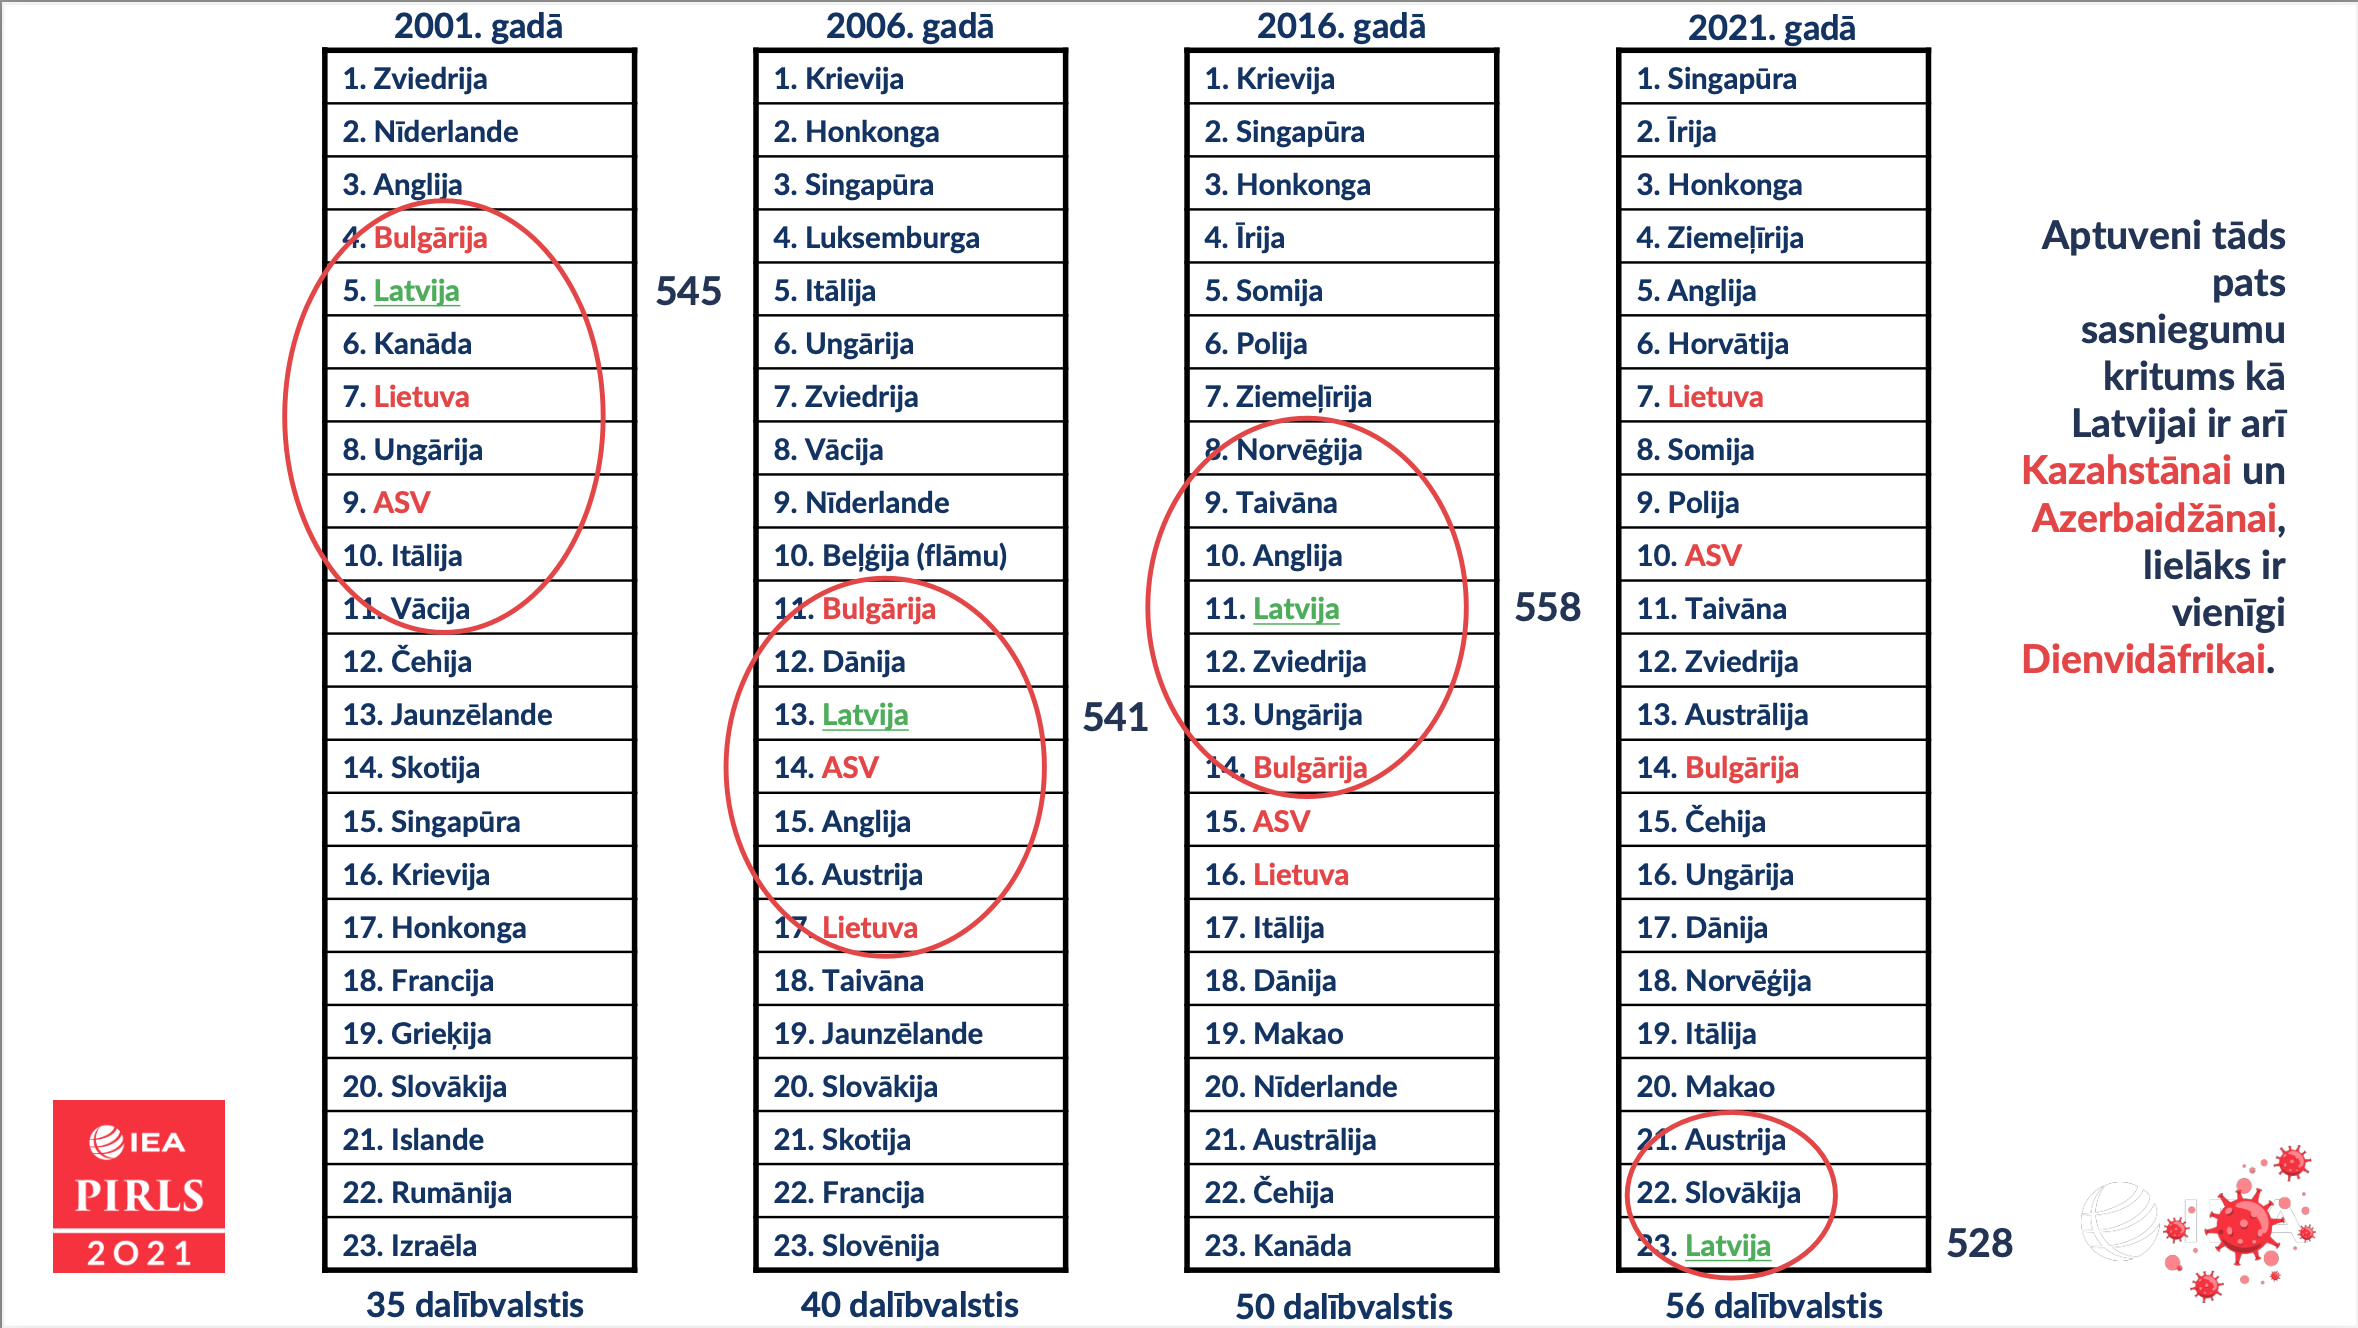 2001. gadā
1. Zviedrija
2. Nīderlande
3. Anglija
4. Bulgārija
5. Latvija
6. Kanāda
7. Lietuva
8. Ungārija
9. ASV
10. Itālija
11. Vācija
12. Čehija
13. Jaunzēlande
14. Skotija
15. Singapūra
16. Krievija
17. Honkonga
18. Francija
19. Grieķija
20. Slovākija
21. Islande
22. Rumānija
23. Izraēla
35 dalībvalstis
545
2006. gadā
1. Krievija
2. Honkonga
3. Singapūra
4. Luksemburga
5. Itālija
6. Ungārija
7. Zviedrija
8. Vācija
9. Nīderlande
10. Beļģija (flāmu)
11. Bulgārija
12. Dānija
13. Latvija
14. ASV
15. Anglija
16. Austrija
17. Lietuva
18. Taivāna
19. Jaunzēlande
20. Slovākija
21. Skotija
22. Francija
23. Slovēnija
40 dalībvalstis
541
2016. gadā
1. Krievija
2. Singapūra
3. Honkonga
4. Īrija
5. Somija
6. Polija
7. Ziemeļīrija
8. Norvēģija
9. Taivāna
10. Anglija
11. Latvija
12. Zviedrija
13. Ungārija
14. Bulgārija
15. ASV
16. Lietuva
17. Itālija
18. Dānija
19. Makao
20. Nīderlande
21. Austrālija
22. Čehija
23. Kanāda
50 dalībvalstis
558
2021. gadā
1. Singapūra
2. Īrija
3. Honkonga
4. Ziemeļīrija
5. Anglija
6. Horvātija
7. Lietuva
8. Somija
9. Polija
10. ASV
11. Taivāna
12. Zviedrija
13. Austrālija
14. Bulgārija
15. Čehija
16. Ungārija
17. Dānija
18. Norvēģija
19. Itālija
20. Makao
21. Austrija
22. Slovākija
23. Latvija
56 dalībvalstis
528
Aptuveni tāds
pats
sasniegumu
kritums kā
Latvijai ir arī
Kazahstānai un
Azerbaidžānai,
lielāks ir
vienīgi
Dienvidāfrikai.
IEA
PIRLS
2021